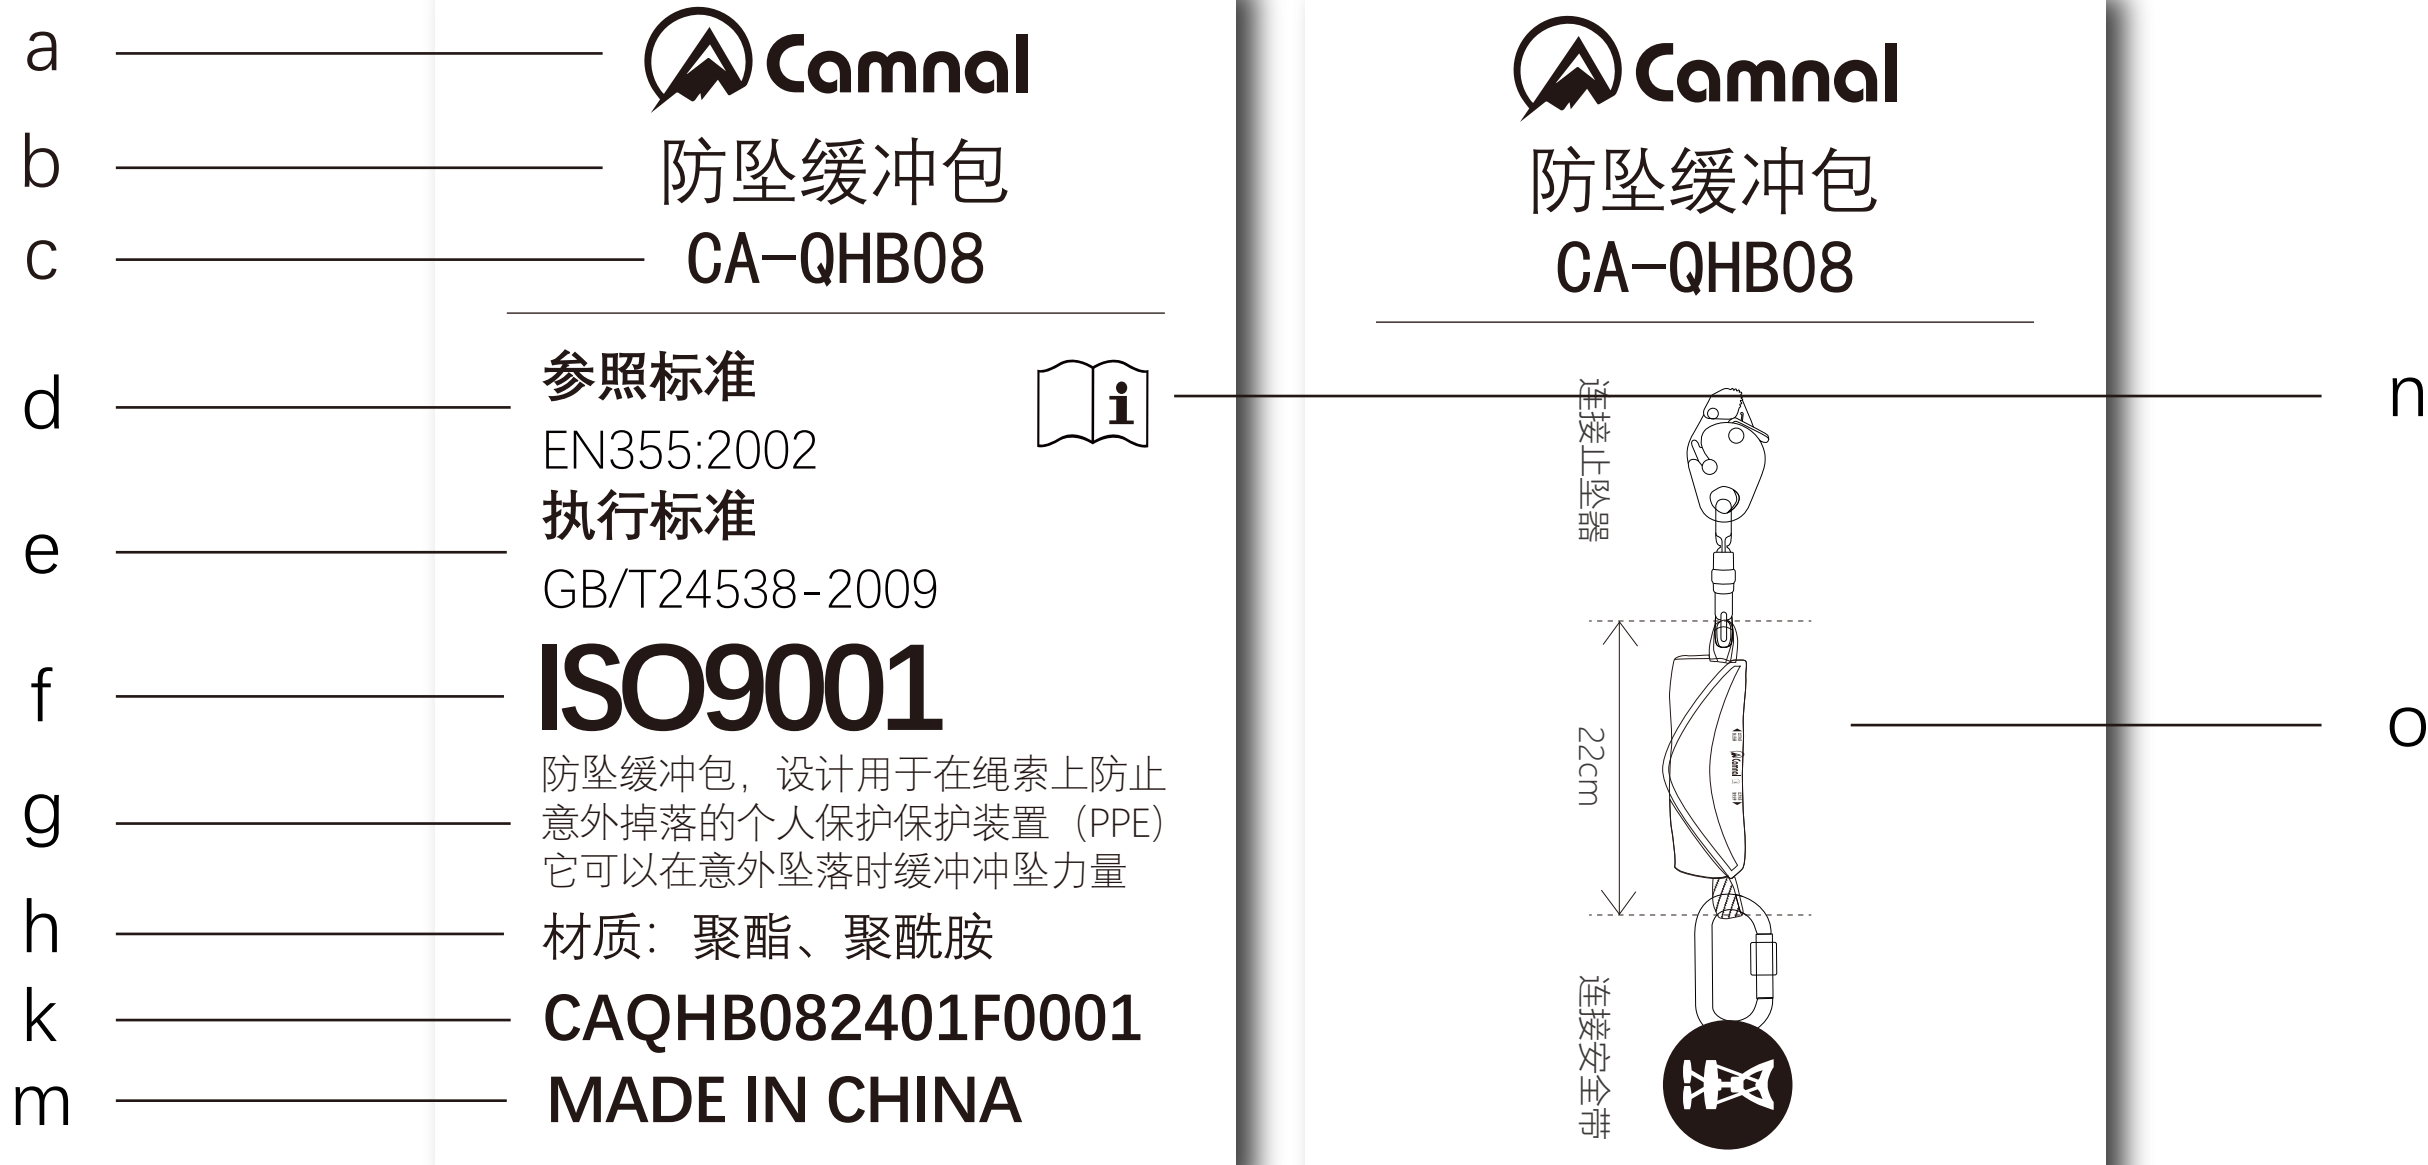 a
Camnal
b
防坠缓冲包
c
CA-QHB08
d
参照标准
EN355:2002
e
执行标准
GB/T24538-2009
f
ISO9001
g
防坠缓冲包，设计用于在绳索上防止
意外掉落的个人保护保护装置（PPE）
它可以在意外坠落时缓冲冲坠力量
h
材质：聚酯、聚酰胺
k
CAQHB082401F0001
m
MADE IN CHINA
Camnal
防坠缓冲包
CA-QHB08
n
连接止坠器
22cm
Camnal
o
连接安全带